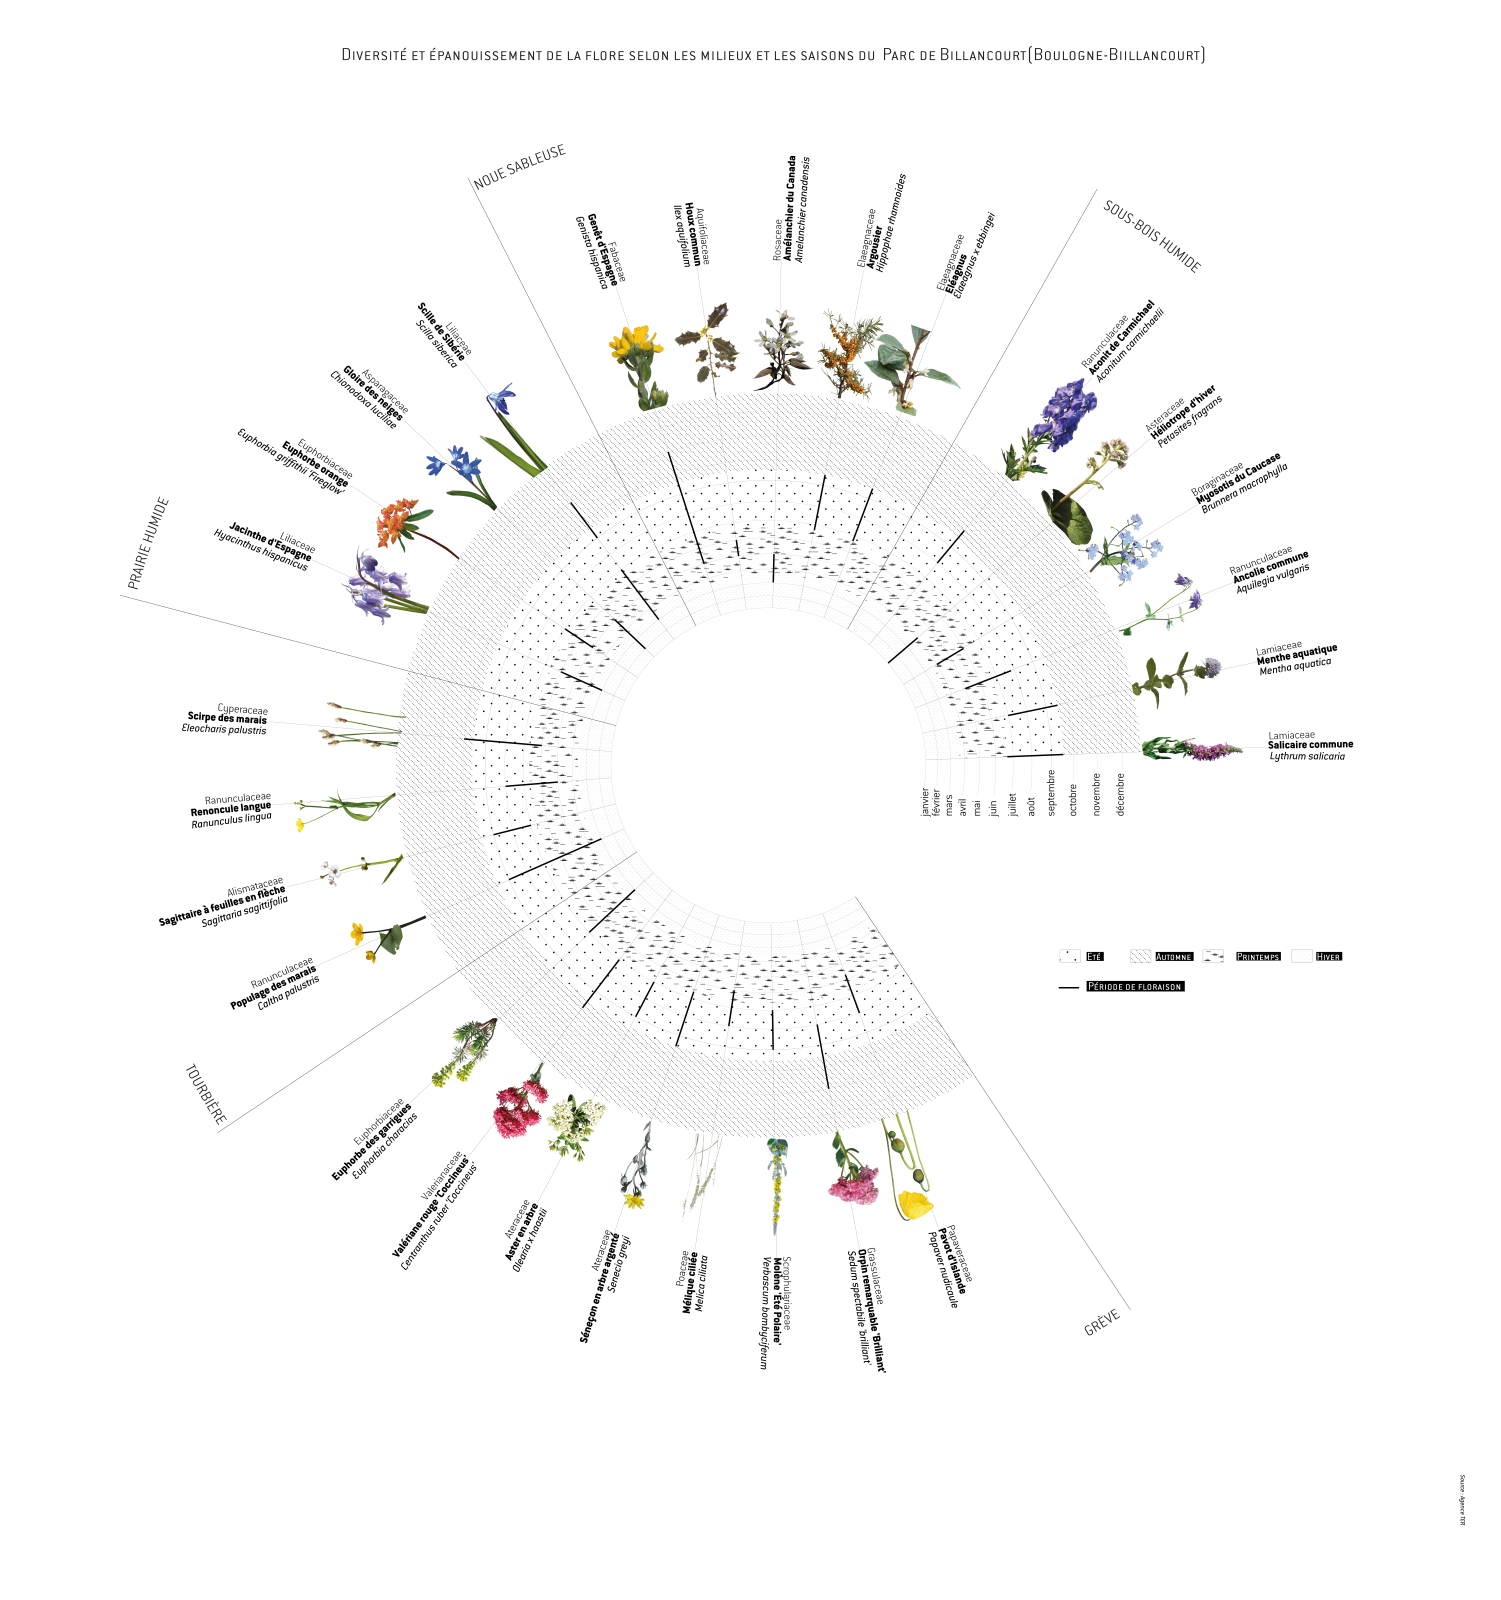 Diversité et épanouissement de la flore selon les milieux et les saisons du Parc de Billancourt(Boulogne-Biillancourt)
NOUE SABLEUSE
Fabaceae
Genêt d'Espagne
Genista hispanica
Aquifoliaceae
Houx commun
Ilex aquifolium
Rosaceae
Amélanchier du Canada
Amelanchier canadensis
Elaeagnaceae
Argousier
Hippophae rhamnoides
Elaeagnaceae
Eléagnus
Elaeagnus x ebbingei
SOUS-BOIS HUMIDE
Ranunculaceae
Aconit de Carmichael
Aconitum carmichaelii
Asteraceae
Héliotrope d'hiver
Petasites fragrans
Boraginaceae
Myosotis du Caucase
Brunnera macrophylla
Ranunculaceae
Ancolie commune
Aquilegia vulgaris
Lamiaceae
Menthe aquatique
Mentha aquatica
Lamiaceae
Salicaire commune
Lythrum salicaria
janvier
février
mars
avril
mai
juin
juillet
août
septembre
octobre
novembre
décembre
Liliaceae
Scille de Sibérie
Scilla siberica
Asparagaceae
Gloire des neiges
Chionodoxa luciliae
Euphorbiaceae
Euphorbe orange
Euphorbia griffithii 'Fireglow'
Liliaceae
Jacinthe d'Espagne
Hyacinthus hispanicus
PRAIRIE HUMIDE
Cyperaceae
Scirpe des marais
Eleocharis palustris
Ranunculaceae
Renoncule langue
Ranunculus lingua
Alismataceae
Sagittaire à feuilles en flèche
Sagittaria sagittifolia
Ranunculaceae
Populage des marais
Caltha palustris
TOURBIÈRE
Euphorbiaceae
Euphorbe des garrigues
Euphorbia characias
Valerianaceae
Valériane rouge 'Coccineus'
Centranthus ruber 'Coccineus'
Ateraceae
Aster en arbre
Olearia x haastii
Ateraceae
Séneçon en arbre argenté
Senecio greyi
Poaceae
Mélique ciliée
Melica ciliata
Scrophulariaceae
Molène 'Eté Polaire'
Verbascum bombyciferum
Grassulaceae
Orpin remarquable 'Brilliant'
Sedum spectabile 'brilliant'
Papaveraceae
Pavot d'Islande
Papaver nudicaule
GRÈVE
Eté
Automne
Printemps
Hiver
Période de floraison
Source : Agence TER